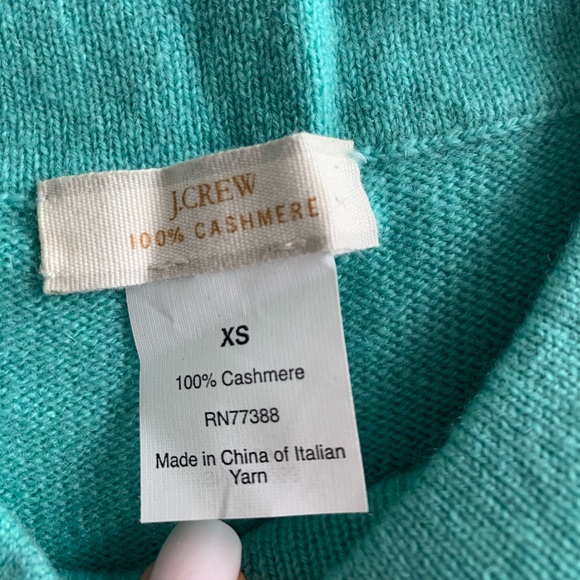 J.CREW
100% CASHMERE
XS
100% Cashmere
RN77388
Made in China of Italian
Yarn